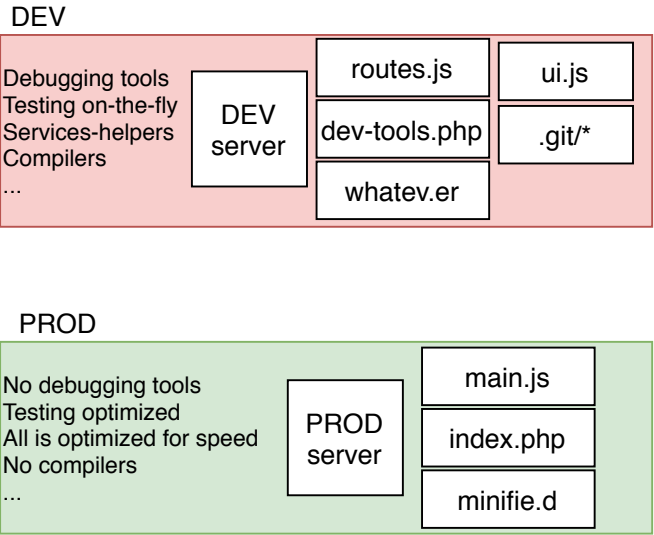 DEV
Debugging tools
Testing on-the-fly
Services-helpers
Compilers
...
DEV
server
routes.js
dev-tools.php
whatev.er
ui.js
.git/*
PROD
No debugging tools
Testing optimized
All is optimized for speed
No compilers
...
PROD
server
main.js
index.php
minifie.d